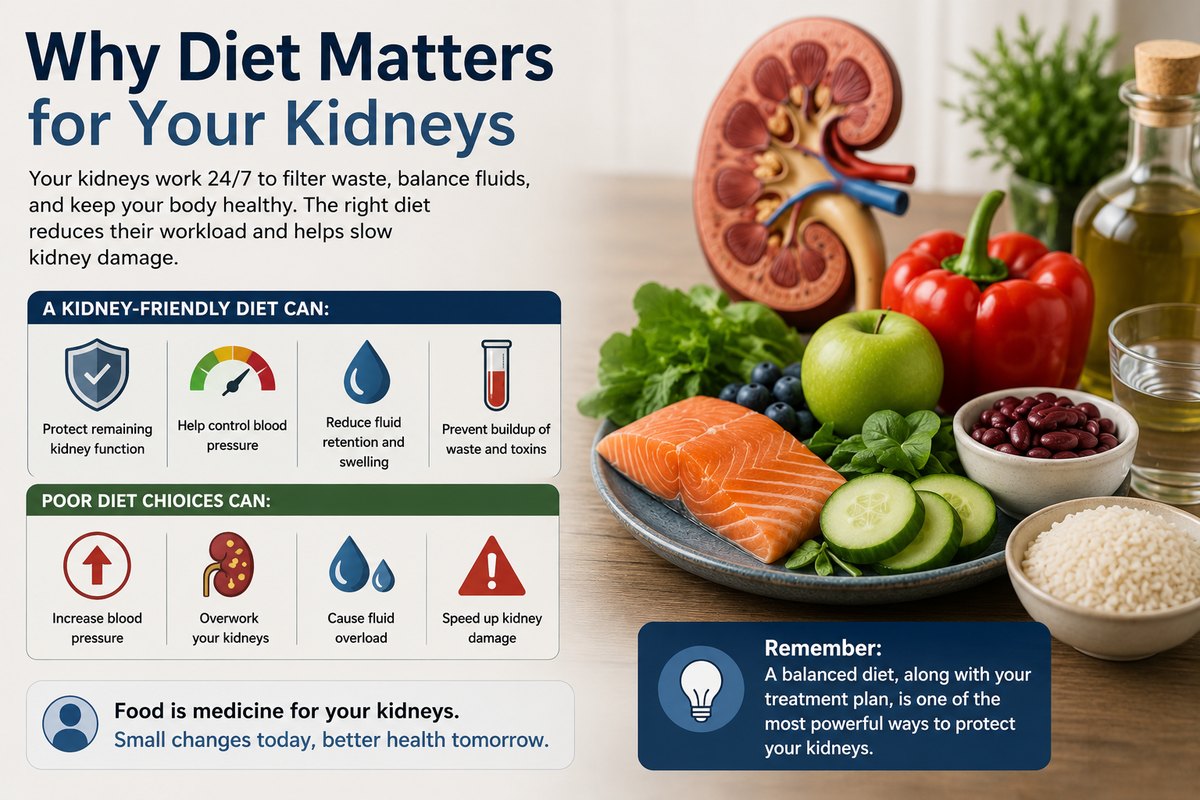 Why Diet Matters
for Your Kidneys
Your kidneys work 24/7 to filter waste, balance fluids,
and keep your body healthy. The right diet
reduces their workload and helps slow
kidney damage.
A KIDNEY-FRIENDLY DIET CAN:
Protect remaining
kidney function
Help control blood
pressure
Reduce fluid
retention and
swelling
Prevent buildup of
waste and toxins
POOR DIET CHIOICES CAN:
Increase blood
pressure
Overwork
your kidneys
Cause fluid
overload
Speed up kidney
damage
Food is medicine for your kidneys.
Small changes today, better health tomorrow.
Remember:
A balanced diet, along with your
treatment plan, is one of the
most powerful ways to protect
your kidneys.